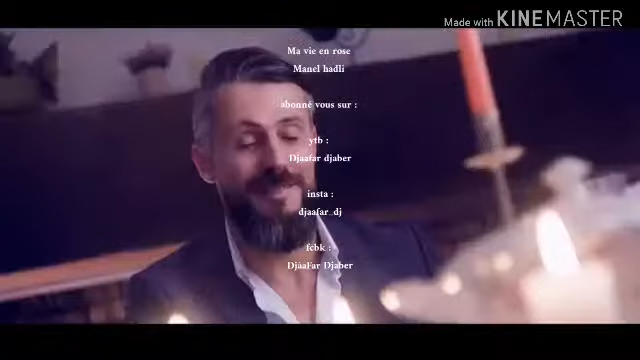 Made with KINEMASTER
Ma vie en rose
Manel hadli
abonné vous sur :
ytb :
Djaafar djaber
insta :
djaafar_dj
fcbk :
DjàaFar Djaber